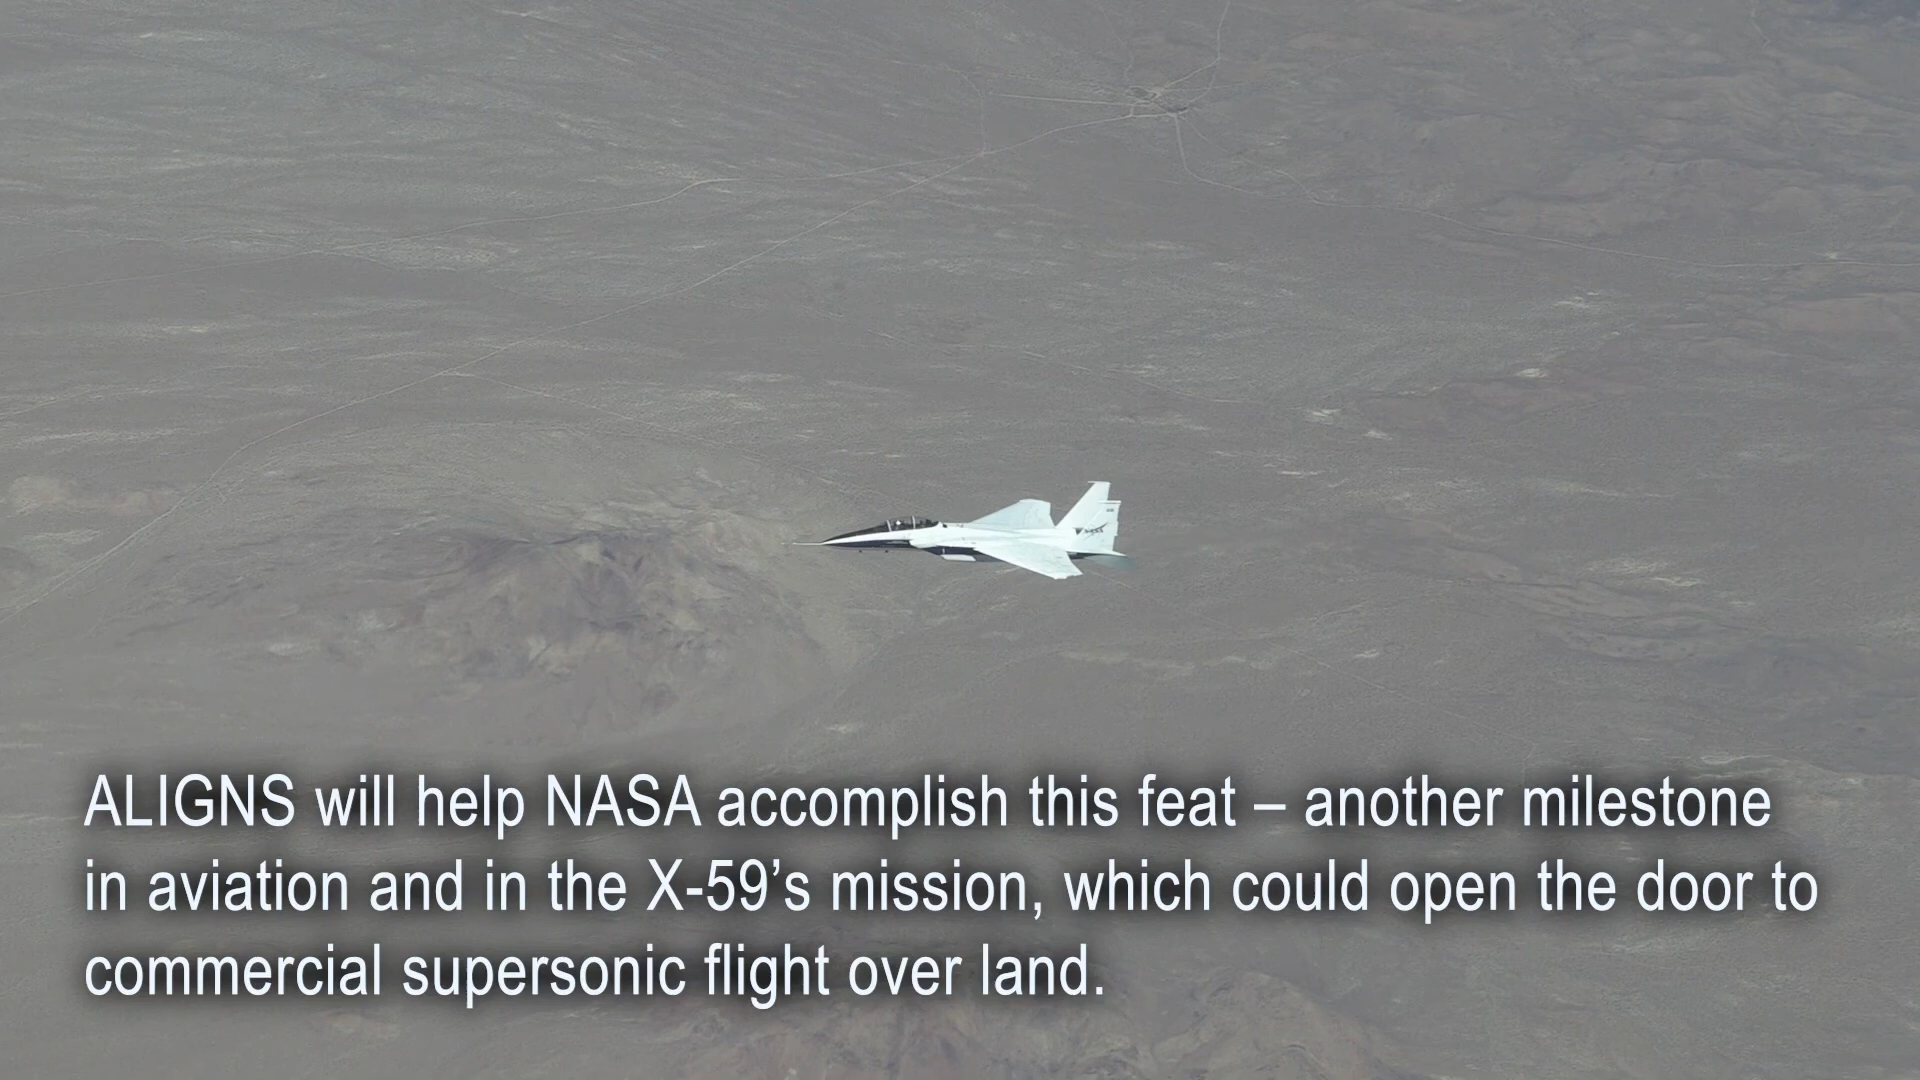 NASA
ALIGNS will help NASA accomplish this feat – another milestone
in aviation and in the X-59’s mission, which could open the door to
commercial supersonic flight over land.